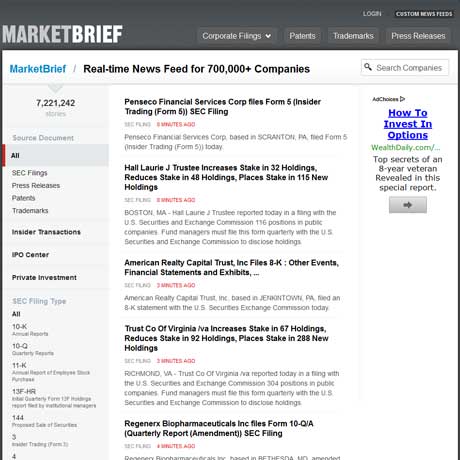 LOGIN
CUSTOM NEWS FEEDS
MARKETBRIEF
Corporate Filings
Patents
Trademarks
Press Releases
MarketBrief / Real-time News Feed for 700,000+ Companies
Search Companies
7,221,242
stories
Source Document
All
SEC Filings
Press Releases
Patents
Trademarks
Insider Transactions
IPO Center
Private Investment
SEC Filing Type
All
10-K
Annual Reports
10-Q
Quarterly Reports
11-K
Annual Report of Employee Stock
Purchase
13F-HR
Initial Quarterly Form 13F Holdings
report filed by institutional managers
144
Proposed Sale of Securities
3
Insider Trading (Form 3)
4
Penseco Financial Services Corp files Form 5 (Insider
Trading (Form 5)) SEC Filing
SEC FILING 0 MINUTES AGO
Penseco Financial Services Corp, based in SCRANTON, PA, filed Form 5
(Insider Trading (Form 5)) today.
Hall Laurie J Trustee Increases Stake in 32 Holdings,
Reduces Stake in 48 Holdings, Places Stake in 115 New
Holdings
SEC FILING 0 MINUTES AGO
BOSTON, MA - Hall Laurie J Trustee reported today in a filing with the
U.S. Securities and Exchange Commission 116 positions in public
companies. Fund managers must file this form quarterly with the U.S.
Securities and Exchange Commission to disclose holdings.
American Realty Capital Trust, Inc Files 8-K : Other Events,
Financial Statements and Exhibits, ...
SEC FILING 3 MINUTES AGO
American Realty Capital Trust, Inc. based in JENKINTOWN, PA, filed an
8-K statement with the U.S. Securities and Exchange Commission today.
Trust Co Of Virginia /va Increases Stake in 67 Holdings,
Reduces Stake in 92 Holdings, Places Stake in 288 New
Holdings
SEC FILING 3 MINUTES AGO
RICHMOND, VA - Trust Co Of Virginia /va reported today in a filing with
the U.S. Securities and Exchange Commission 304 positions in public
companies. Fund managers must file this form quarterly with the U.S.
Securities and Exchange Commission to disclose holdings.
Regenerx Biopharmaceuticals Inc files Form 10-Q/A
(Quarterly Report (Amendment)) SEC Filing
SEC FILING 4 MINUTES AGO
Regenerx Biopharmaceuticals Inc, based in BETHESDA, MD, amended
AdChoices
How To
Invest In
Options
WealthDaily.com/...
Top secrets of an
8-year veteran
Revealed in this
special report.